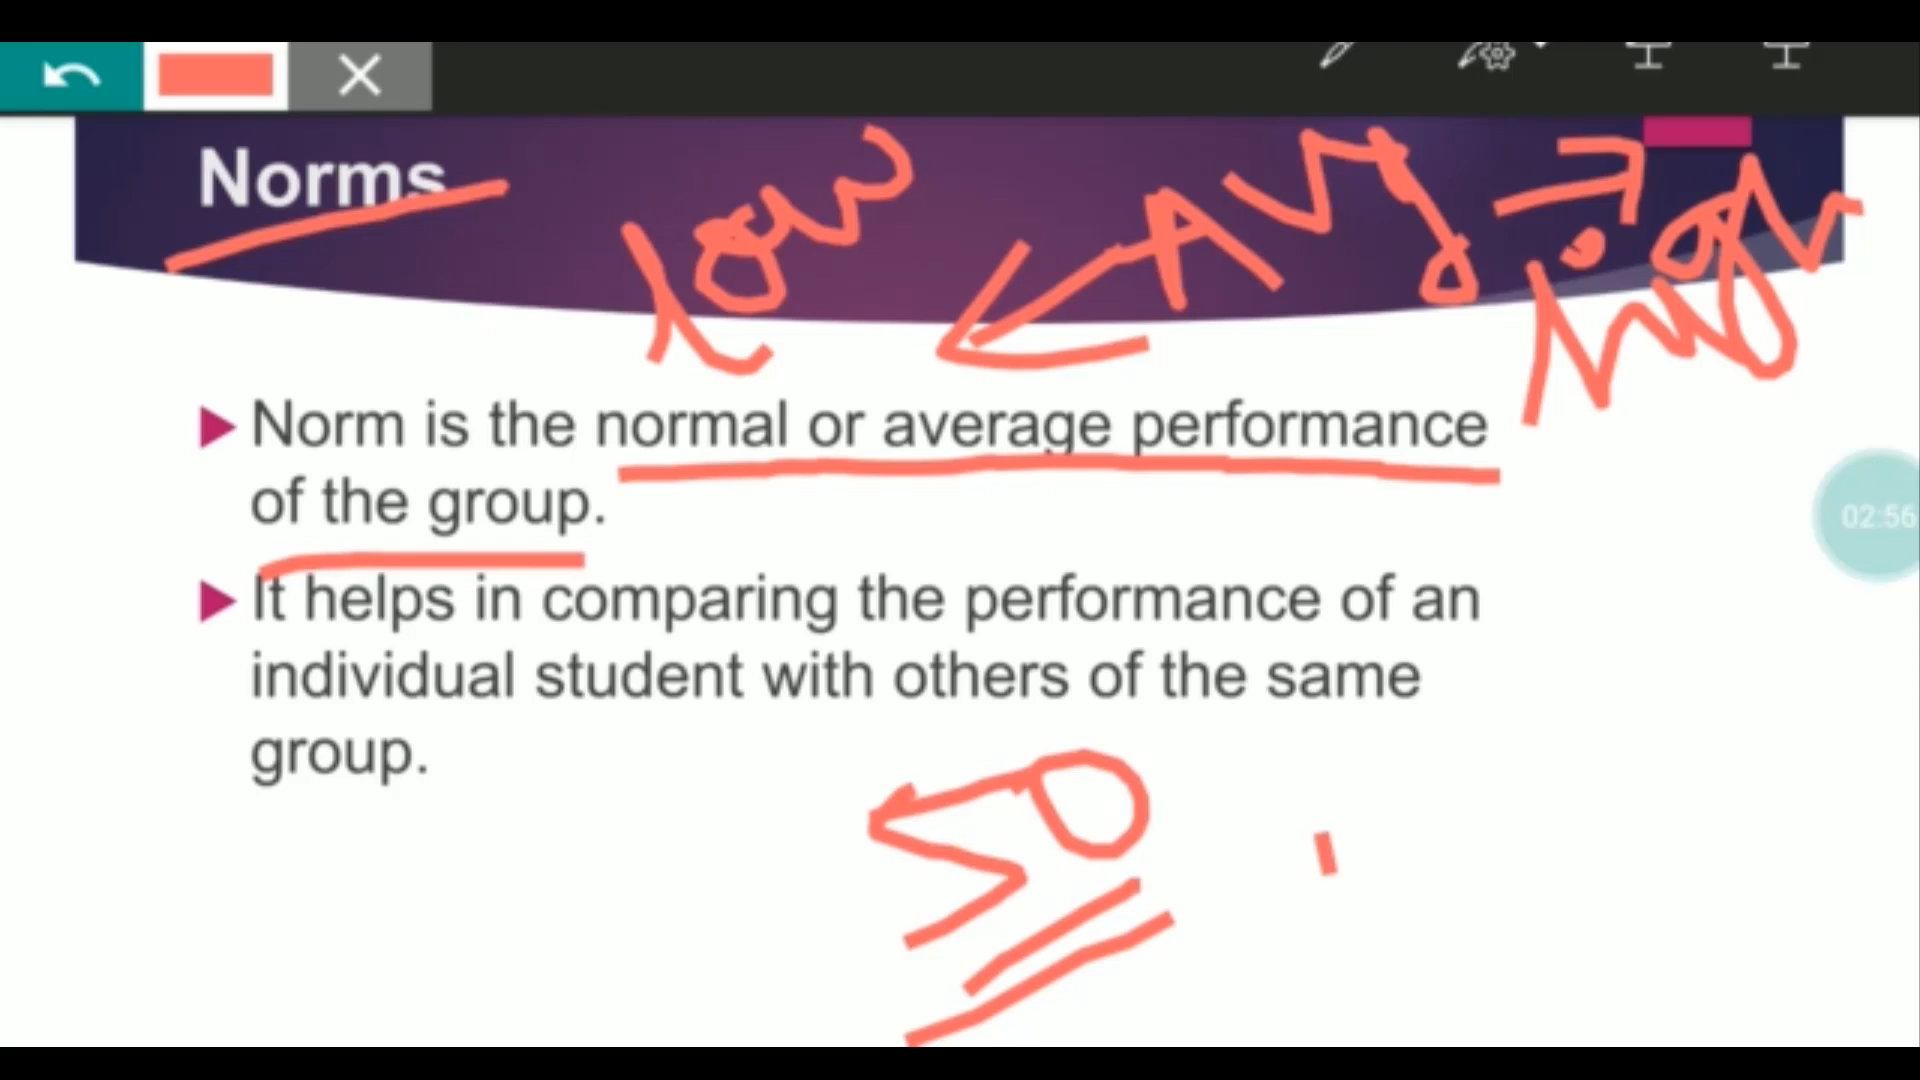 Norms
low
Avg
high
Norm is the normal or average performance
of the group.
02:56
It helps in comparing the performance of an
individual student with others of the same
group.
50